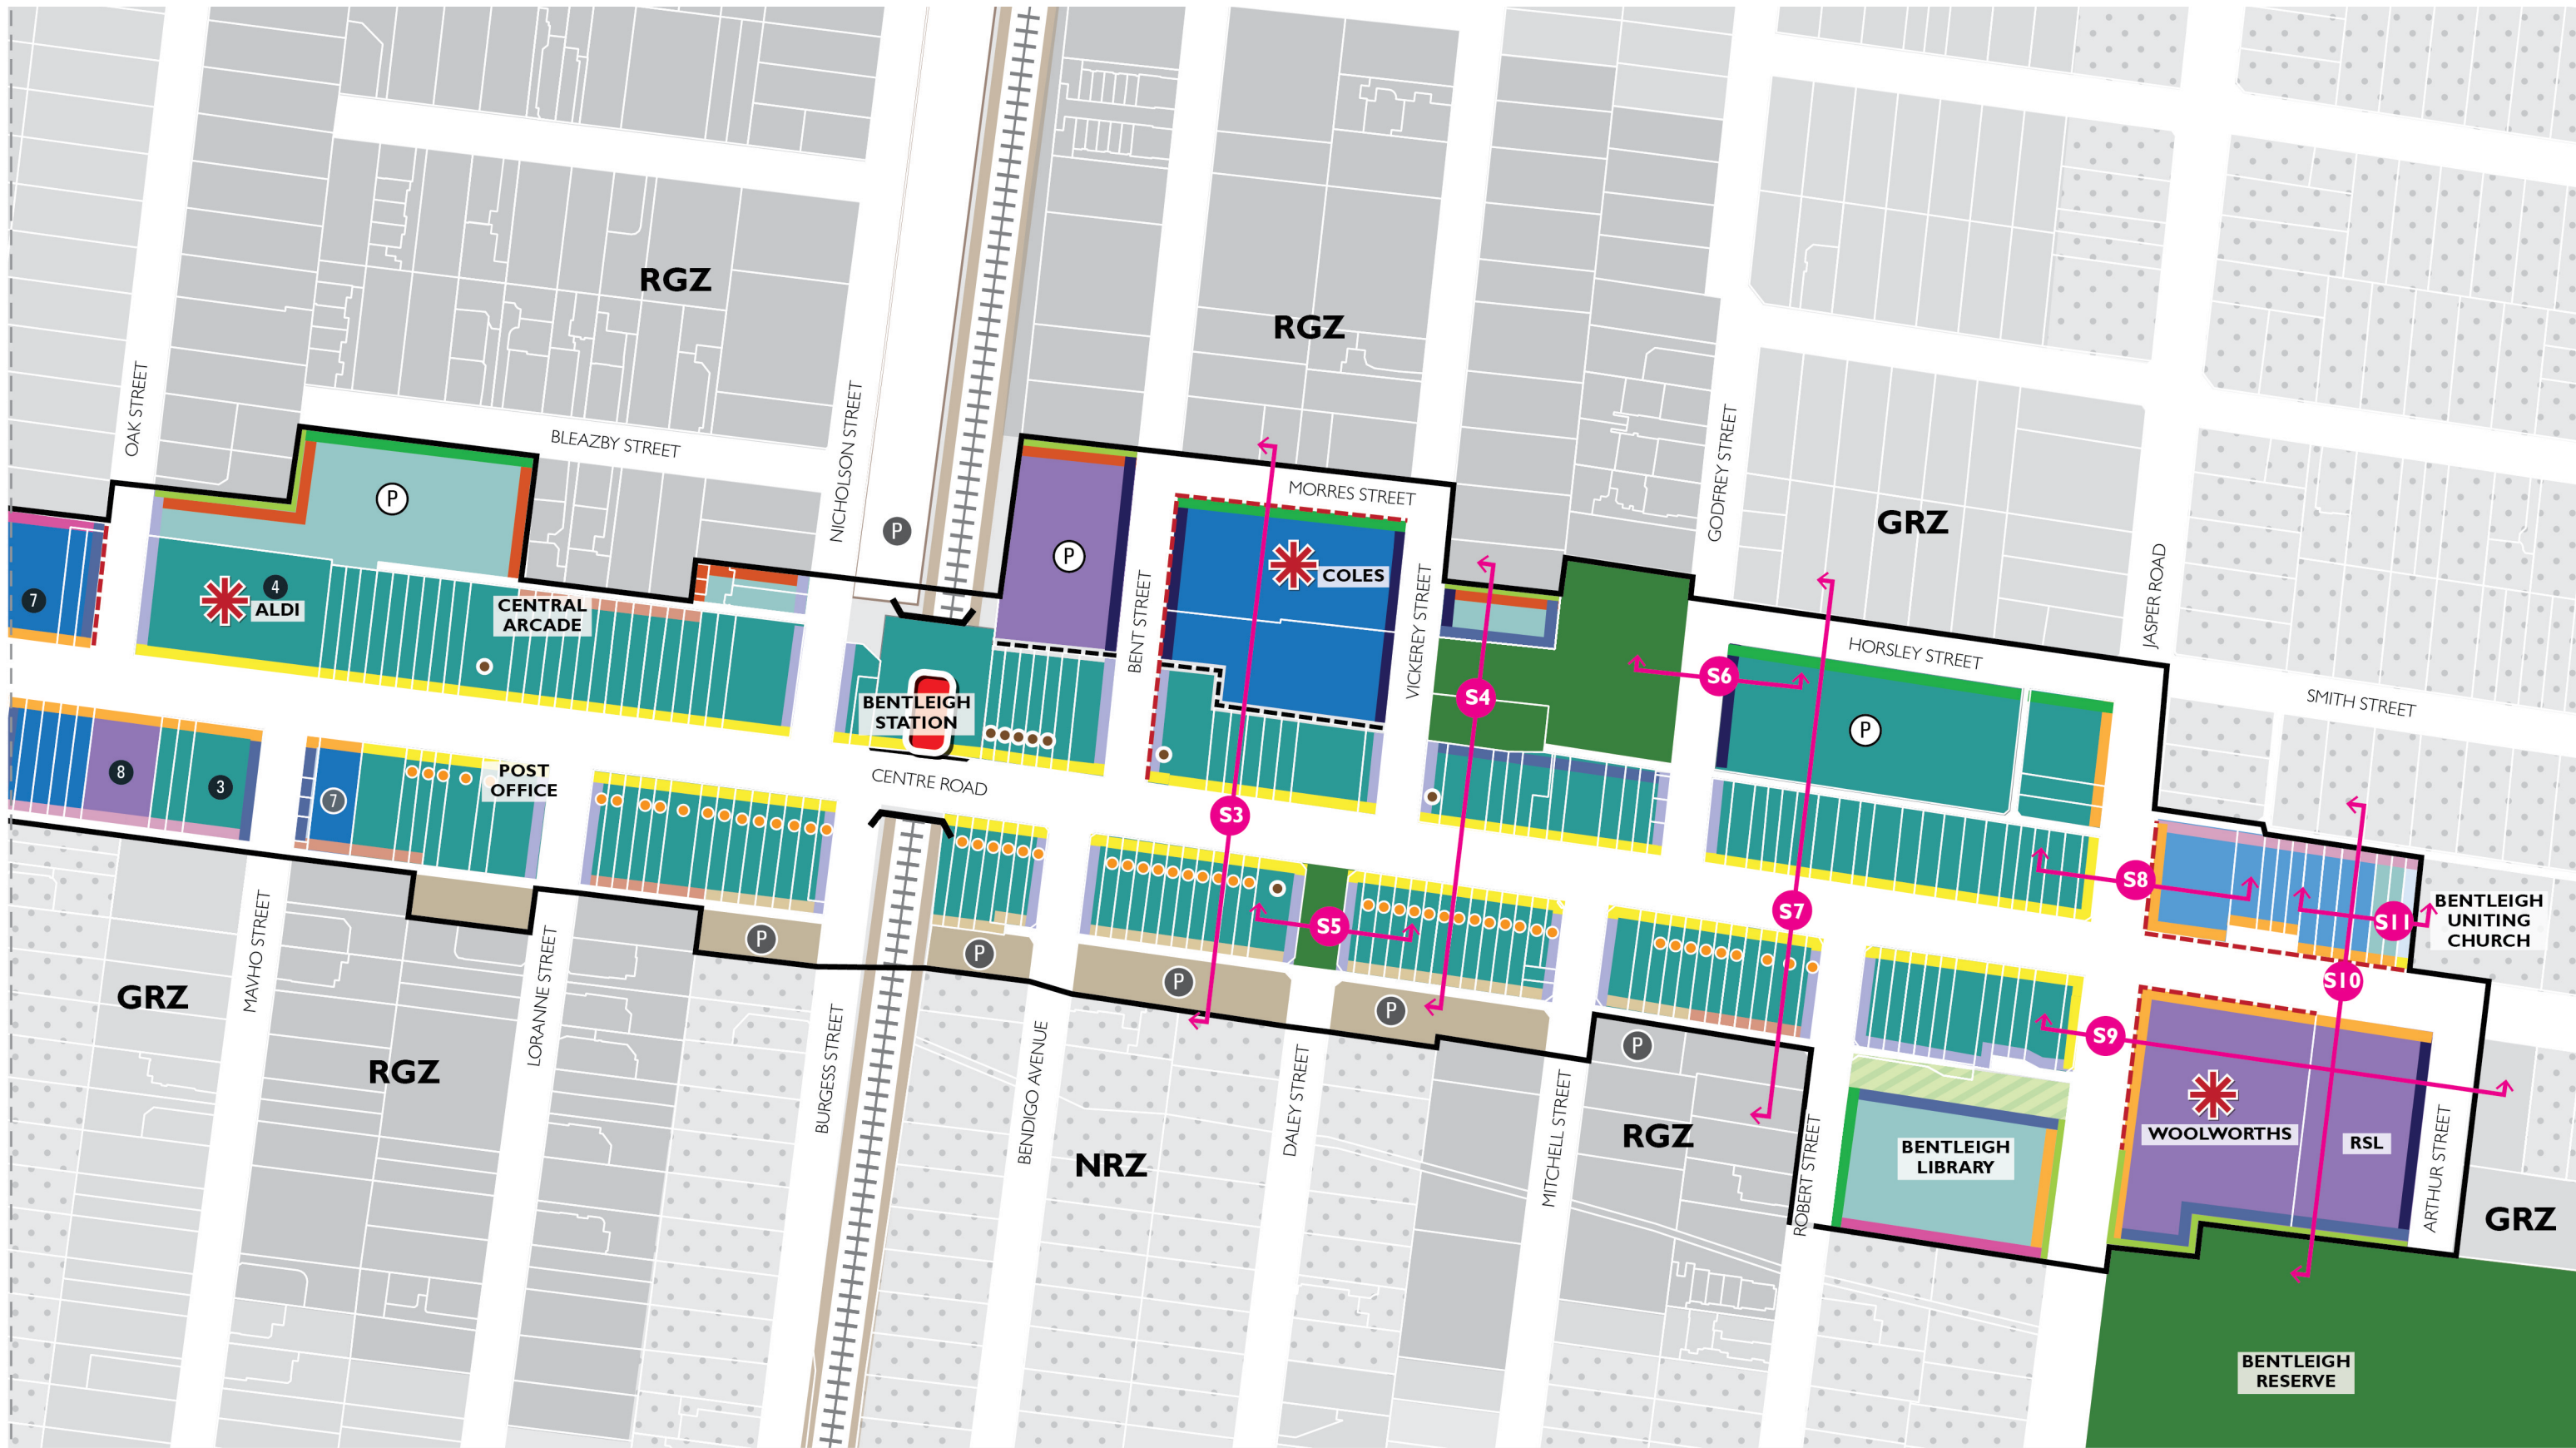 RGZ
RGZ
OAK STREET
BLEAZBY STREET
NICHOLSON STREET
P
P
P
MORRES STREET
GODFREY STREET
GRZ
JASPER ROAD
COLES
BENT STREET
VICKEREY STREET
7
4
ALDI
CENTRAL
ARCADE
HORSLEY STREET
S6
S4
SMITH STREET
BENTLEIGH
STATION
P
8
3
7
POST
OFFICE
CENTRE ROAD
S3
S8
S7
S5
S11
BENTLEIGH
UNITING
CHURCH
MAVHO STREET
P
P
P
P
S10
GRZ
LORANNE STREET
BURGESS STREET
BENDIGO AVENUE
DALEY STREET
MITCHELL STREET
P
S9
RGZ
NRZ
RGZ
ROBERT STREET
BENTLEIGH
LIBRARY
WOOLWORTHS
RSL
ARTHUR STREET
GRZ
BENTLEIGH
RESERVE